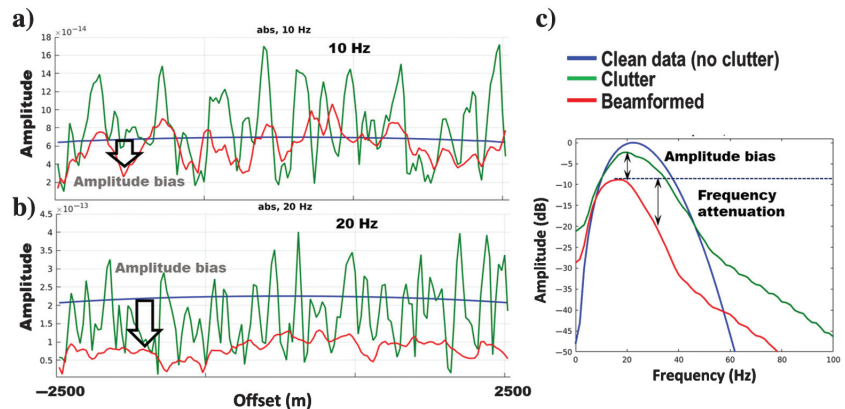 a)
×10⁻¹⁴
abs, 10 Hz
10 Hz
18
16
14
12
10
8
6
4
2
Amplitude
Amplitude bias
b)
×10⁻¹³
abs, 20 Hz
20 Hz
4.5
4
3.5
3
2.5
2
1.5
1
0.5
Amplitude
Amplitude bias
−2500
Offset (m)
2500
c)
Clean data (no clutter)
Clutter
Beamformed
0
−5
−10
−15
−20
−25
−30
−35
−40
−45
−50
Amplitude (dB)
Amplitude bias
Frequency
attenuation
0 20 40 60 80 100
Frequency (Hz)